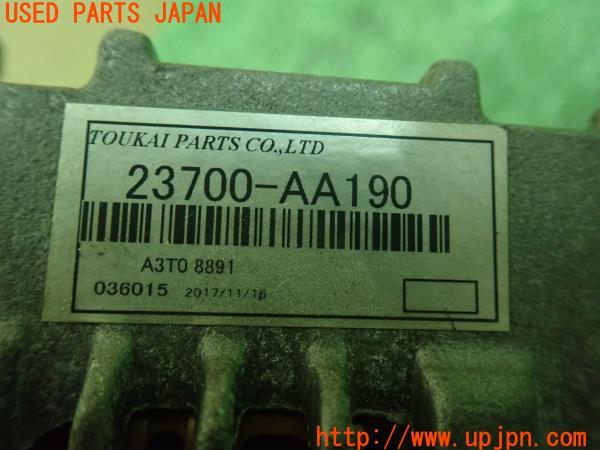 USED PARTS JAPAN
TOUKAI PARTS CO.,LTD
23700-AA190
A3T0 8891
036015 2017/11/16
http://www.upjpn.com